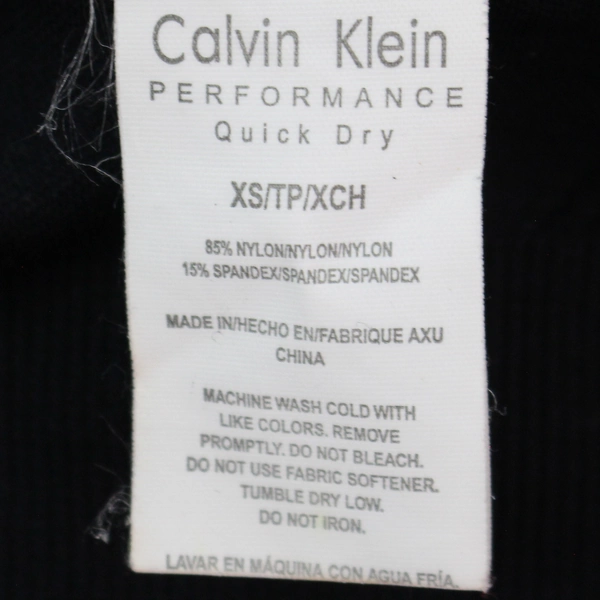 Calvin Klein
PERFORMANCE
Quick Dry
XS/TP/XCH
85% NYLON/NYLON/NYLON
15% SPANDEX/SPANDEX/SPANDEX
MADE IN/HECHO EN/FABRIQUE AXU
CHINA
MACHINE WASH COLD WITH
LIKE COLORS. REMOVE
PROMPTLY. DO NOT BLEACH.
DO NOT USE FABRIC SOFTENER.
TUMBLE DRY LOW.
DO NOT IRON.
LAVAR EN MÁQUINA CON AGUA FRÍA.